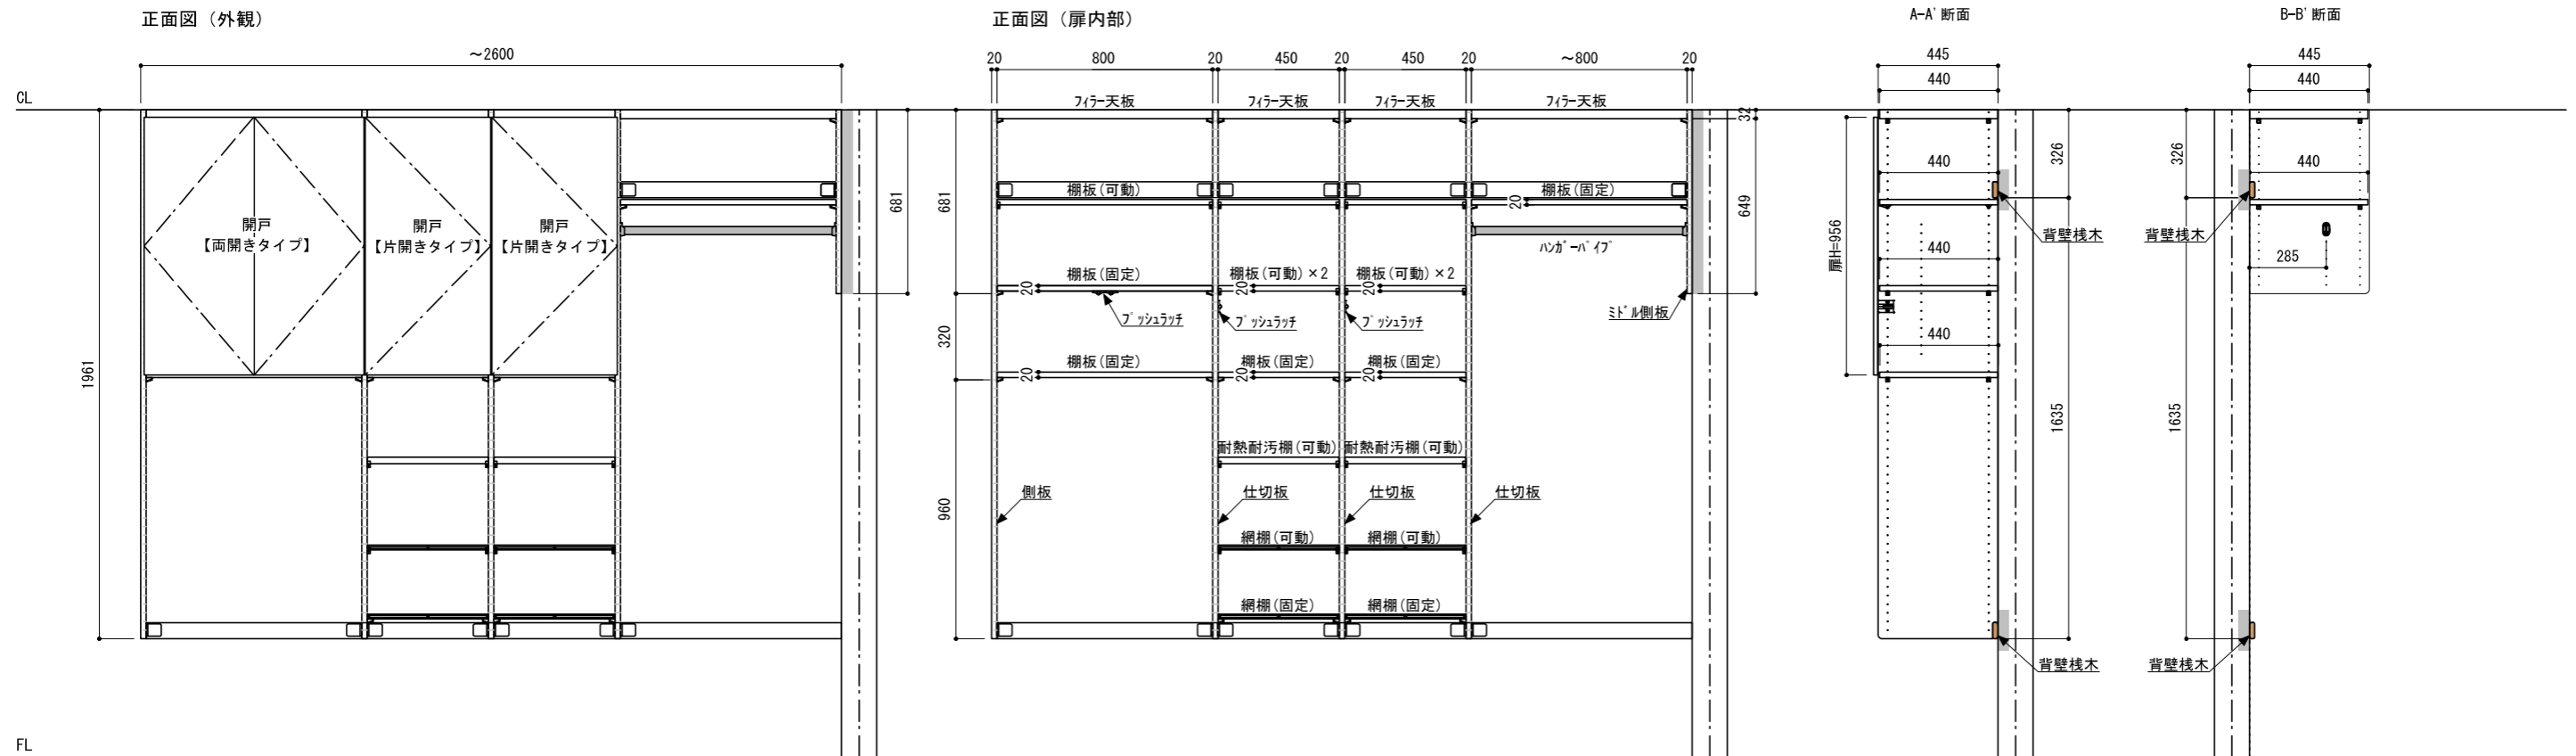 正面図（外観）
正面図（扉内部）
A-A'断面
B-B'断面
～2600
20
800
20
450
20
450
20
～800
20
445
440
445
440
CL
フィラー天板
フィラー天板
フィラー天板
フィラー天板
32
326
326
440
440
棚板(可動)
棚板(固定)
20
681
681
649
開戸
【両開きタイプ】
開戸
【片開きタイプ】
開戸
【片開きタイプ】
ハンガーパイプ
背壁桟木
背壁桟木
扉H=956
440
285
棚板(固定)
棚板(可動)×2
棚板(可動)×2
20
20
20
プッシュラッチ
プッシュラッチ
プッシュラッチ
ミドル側板
320
440
1961
棚板(固定)
棚板(固定)
棚板(固定)
20
20
20
1635
1635
耐熱耐汚棚(可動)
耐熱耐汚棚(可動)
側板
仕切板
仕切板
仕切板
960
網棚(可動)
網棚(可動)
網棚(固定)
網棚(固定)
背壁桟木
背壁桟木
FL